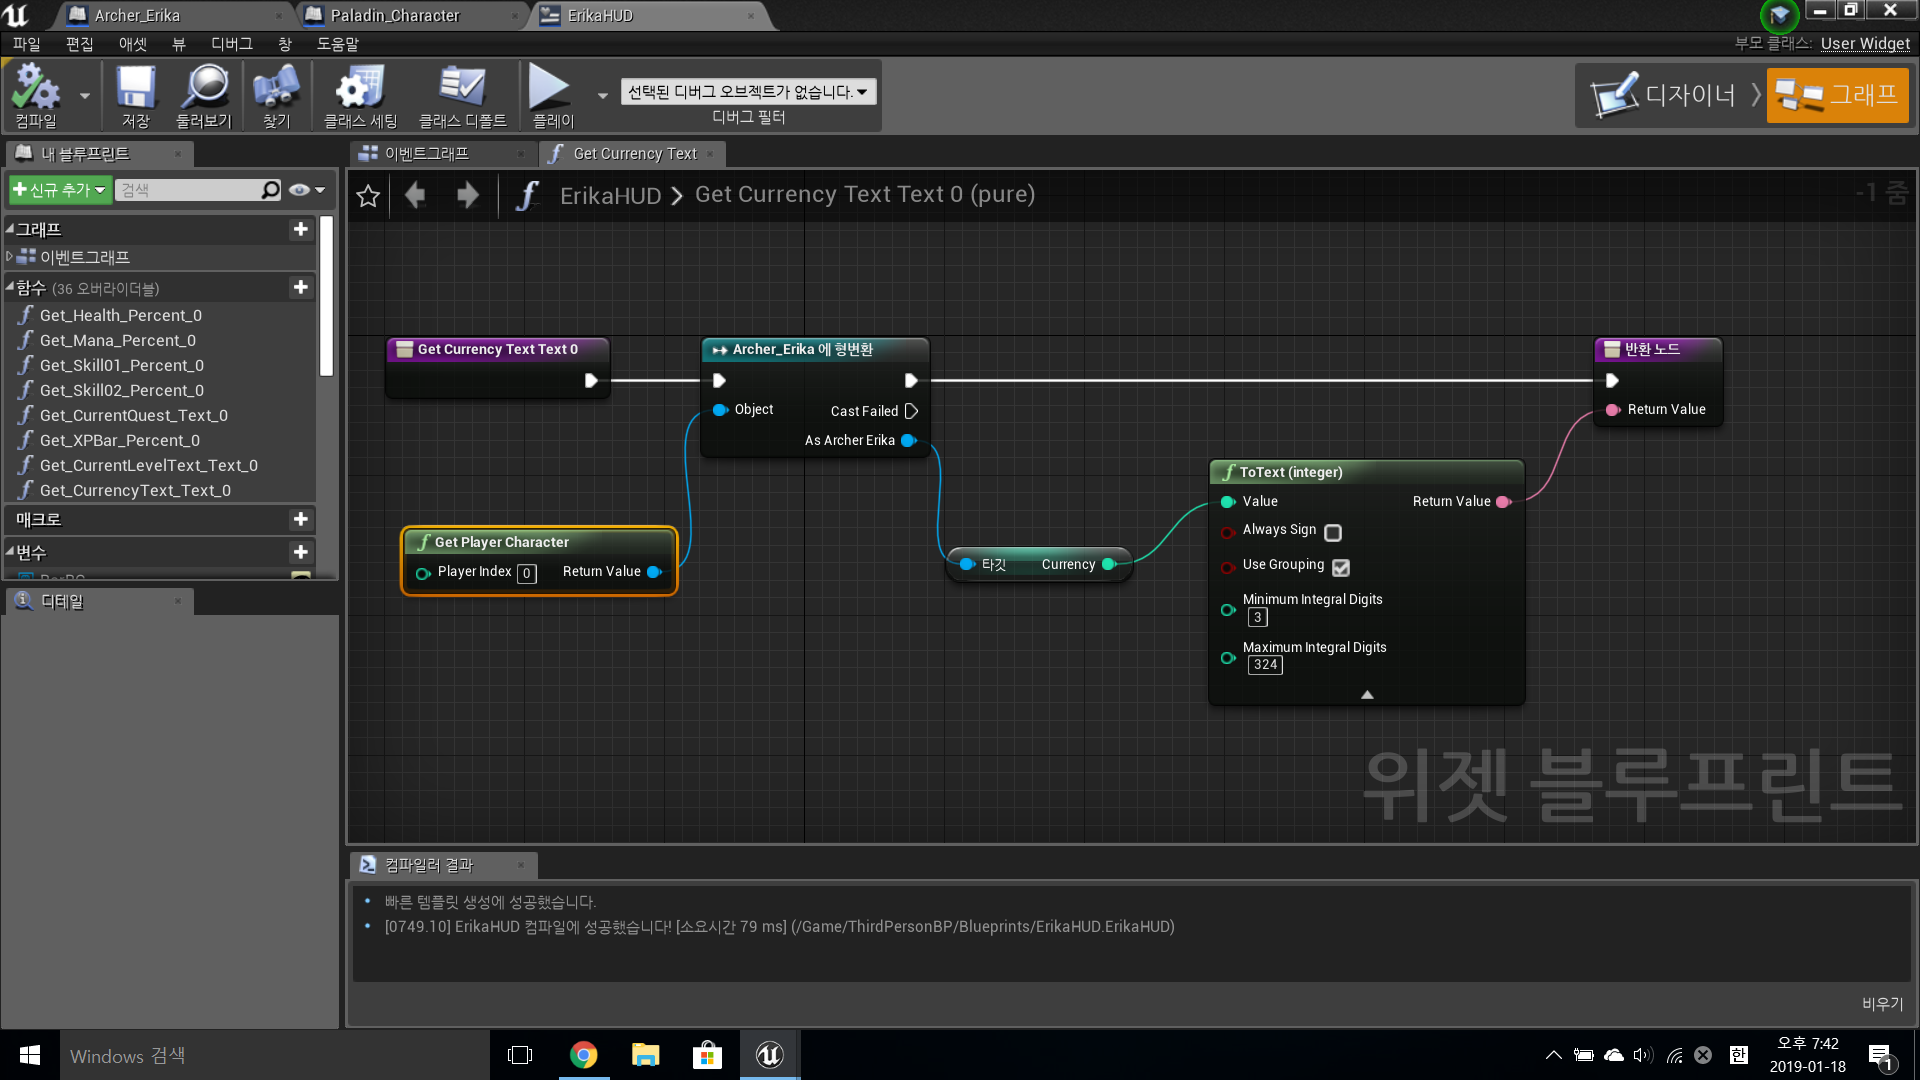 Archer_Erika
Paladin_Character
ErikaHUD
파일 편집 애셋 뷰 디버그 창 도움말
부모 클래스: User Widget
컴파일
저장
둘러보기
찾기
클래스 세팅
클래스 디폴트
플레이
선택된 디버그 오브젝트가 없습니다.
디버그 필터
디자이너
그래프
내 블루프린트
이벤트그래프
Get Currency Text
신규 추가
검색
ErikaHUD
Get Currency Text Text 0 (pure)
-1 줌
그래프
이벤트그래프
함수 (36 오버라이더블)
Get_Health_Percent_0
Get_Mana_Percent_0
Get_Skill01_Percent_0
Get_Skill02_Percent_0
Get_CurrentQuest_Text_0
Get_XPBar_Percent_0
Get_CurrentLevelText_Text_0
Get_CurrencyText_Text_0
매크로
변수
디테일
Get Currency Text Text 0
Archer_Erika 에 형변환
Object
Cast Failed
As Archer Erika
반환 노드
Return Value
Get Player Character
Player Index 0
Return Value
타깃
Currency
ToText (integer)
Value
Return Value
Always Sign
Use Grouping
Minimum Integral Digits
3
Maximum Integral Digits
324
위젯 블루프린트
컴파일러 결과
빠른 템플릿 생성에 성공했습니다.
[0749.10] ErikaHUD 컴파일에 성공했습니다! [소요시간 79 ms] (/Game/ThirdPersonBP/Blueprints/ErikaHUD.ErikaHUD)
비우기
Windows 검색
한
오후 7:42
2019-01-18
1